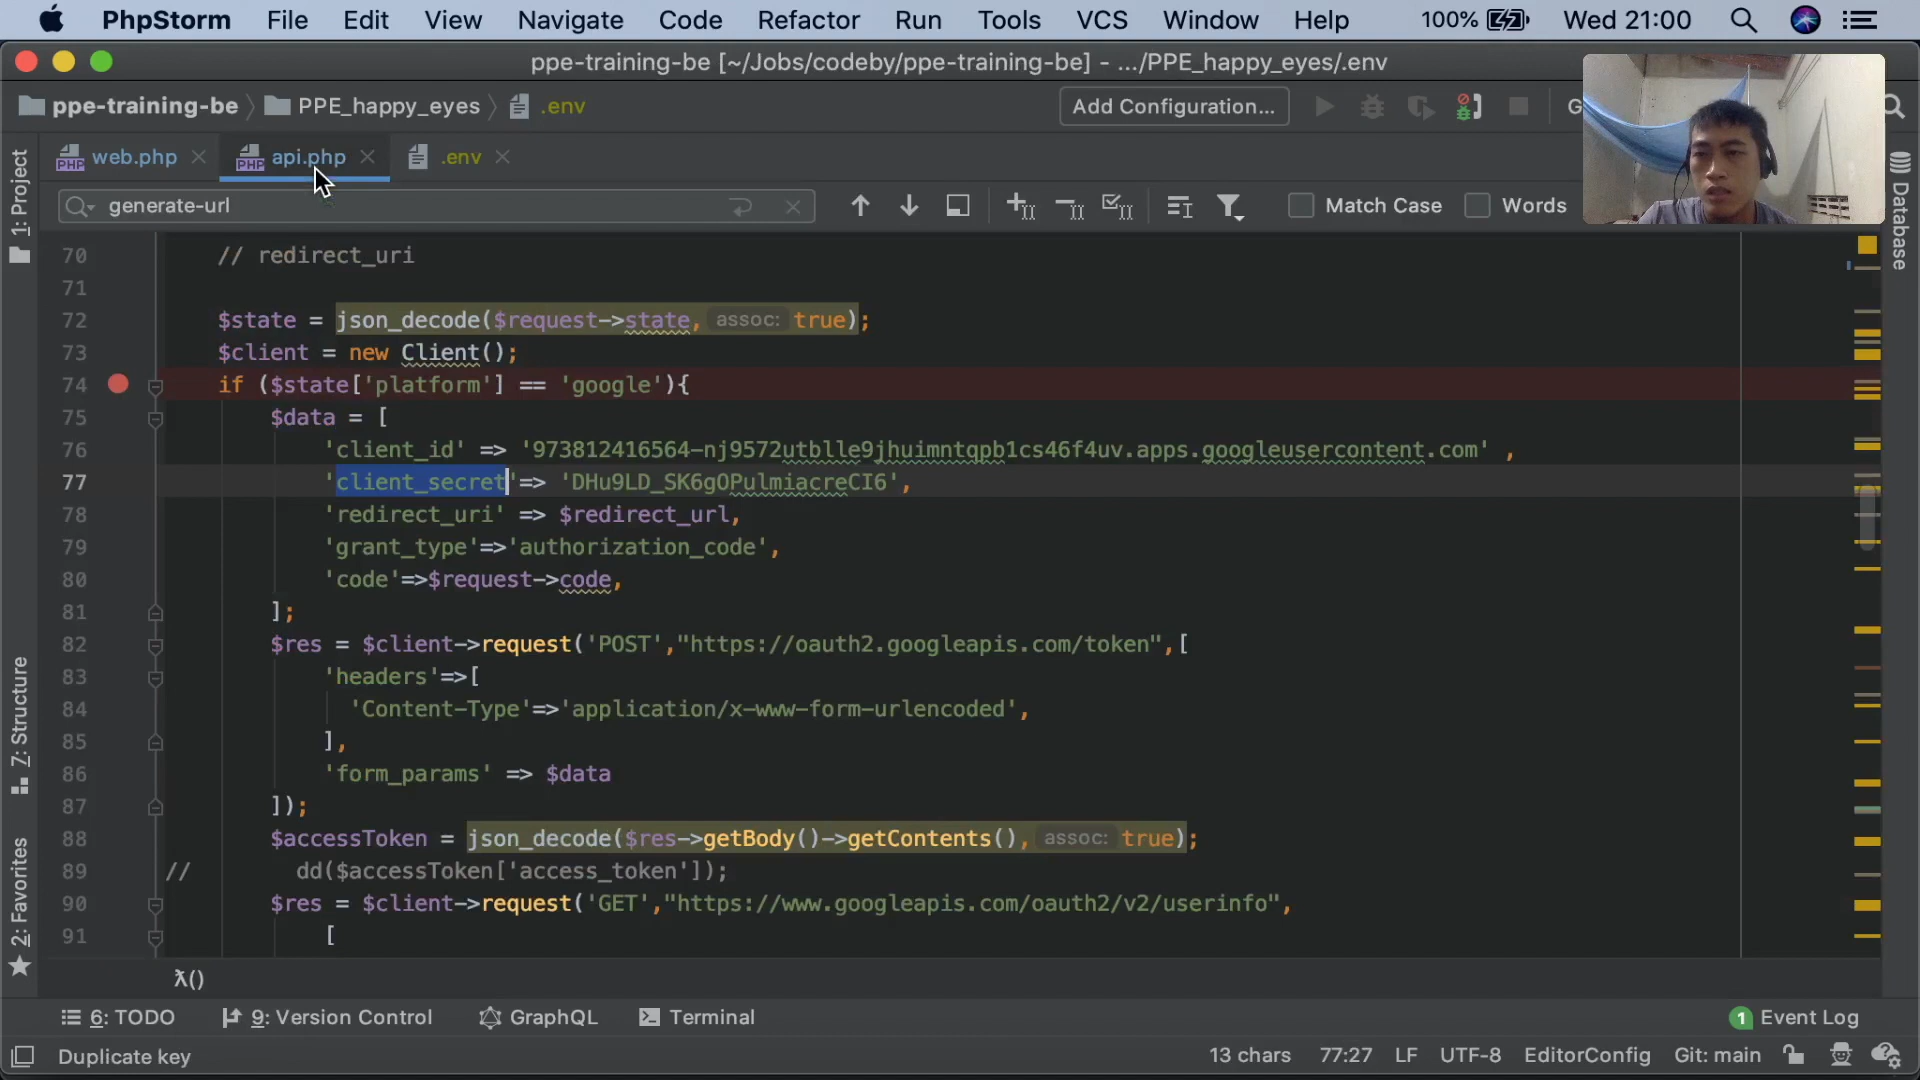 PhpStorm File Edit View Navigate Code Refactor Run Tools VCS Window Help 100% Wed 21:00
ppe-training-be [~/Jobs/codeby/ppe-training-be] - .../PPE_happy_eyes/.env
ppe-training-be PPE_happy_eyes .env Add Configuration... G
web.php api.php .env
generate-url Match Case Words
1: Project
Database
70 // redirect_uri
71
72 $state = json_decode($request->state, assoc: true);
73 $client = new Client();
74 if ($state['platform'] == 'google'){
75 $data = [
76 'client_id' => '973812416564-nj9572utblle9jhuimntqpb1cs46f4uv.apps.googleusercontent.com' ,
77 'client_secret'=> 'DHu9LD_SK6gOPulmiacreCI6',
78 'redirect_uri' => $redirect_url,
79 'grant_type'=>'authorization_code',
80 'code'=>$request->code,
81 ];
82 $res = $client->request('POST',"https://oauth2.googleapis.com/token",[
83 'headers'=>[
84 'Content-Type'=>'application/x-www-form-urlencoded',
85 ],
86 'form_params' => $data
87 ]);
88 $accessToken = json_decode($res->getBody()->getContents(), assoc: true);
89 // dd($accessToken['access_token']);
90 $res = $client->request('GET',"https://www.googleapis.com/oauth2/v2/userinfo",
91 [
7: Structure
2: Favorites
λ()
6: TODO 9: Version Control GraphQL Terminal 1 Event Log
Duplicate key 13 chars 77:27 LF UTF-8 EditorConfig Git: main